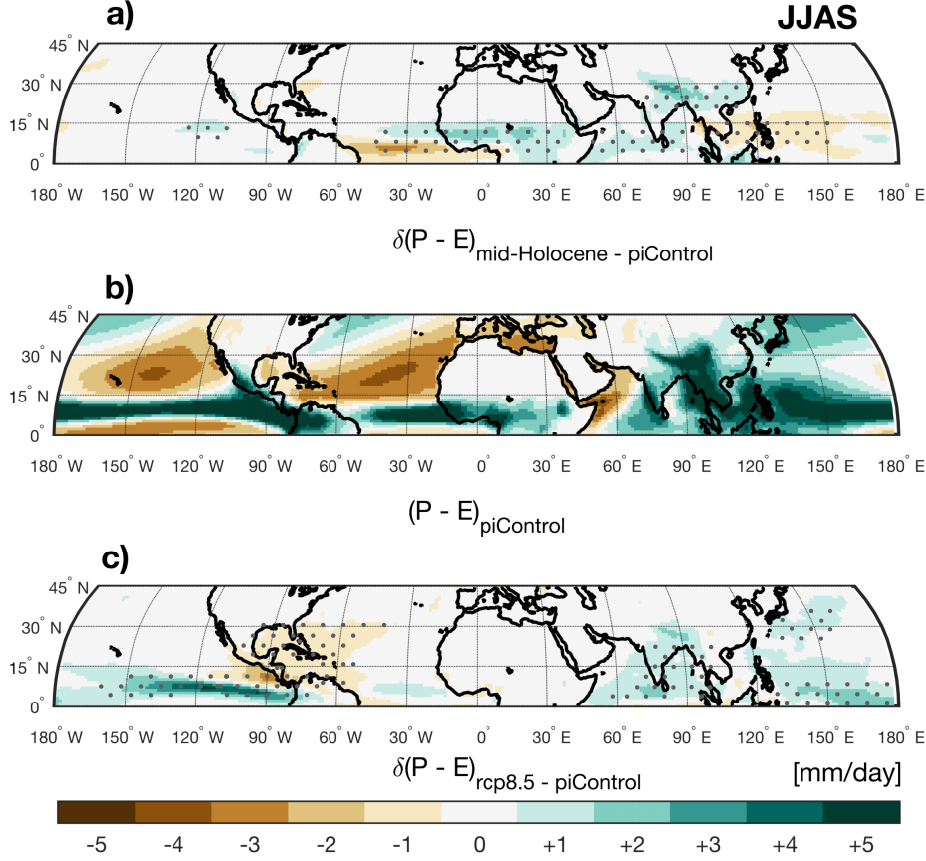 a)
JJAS
45° N
30° N
15° N
0°
180° W 120° W 90° W 60° W 30° W 0° 30° E 60° E 90° E 120° E 150° E 180° E
δ(P - E)mid-Holocene - piControl
b)
45° N
30° N
15° N
0°
180° W 120° W 90° W 60° W 30° W 0° 30° E 60° E 90° E 120° E 150° E 180° E
(P - E)piControl
c)
45° N
30° N
15° N
0°
180° W 120° W 90° W 60° W 30° W 0° 30° E 60° E 90° E 120° E 150° E 180° E
δ(P - E)rcp8.5 - piControl
[mm/day]
-5 -4 -3 -2 -1 0 +1 +2 +3 +4 +5